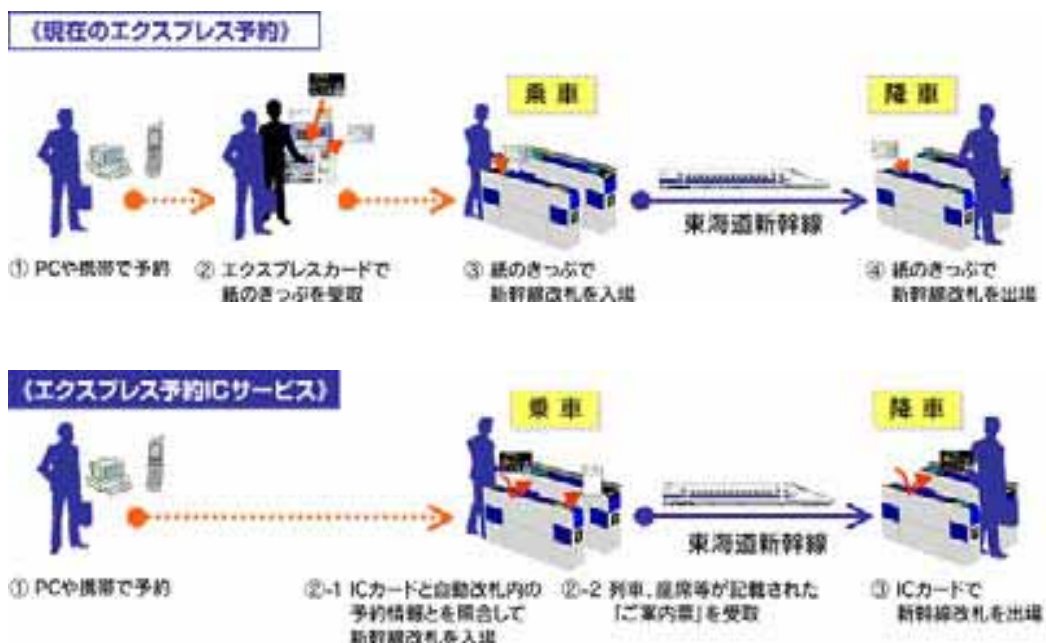 《現在のエクスプレス予約》
乗車
降車
東海道新幹線
① PCや携帯で予約
② エクスプレスカードで
紙のきっぷを受取
③ 紙のきっぷで
新幹線改札を入場
④ 紙のきっぷで
新幹線改札を出場
《エクスプレス予約ICサービス》
乗車
降車
東海道新幹線
① PCや携帯で予約
②-1 ICカードと自動改札内の
予約情報とを照合して
新幹線改札を入場
②-2 列車、座席等が記載された
「ご案内票」を受取
③ ICカードで
新幹線改札を出場